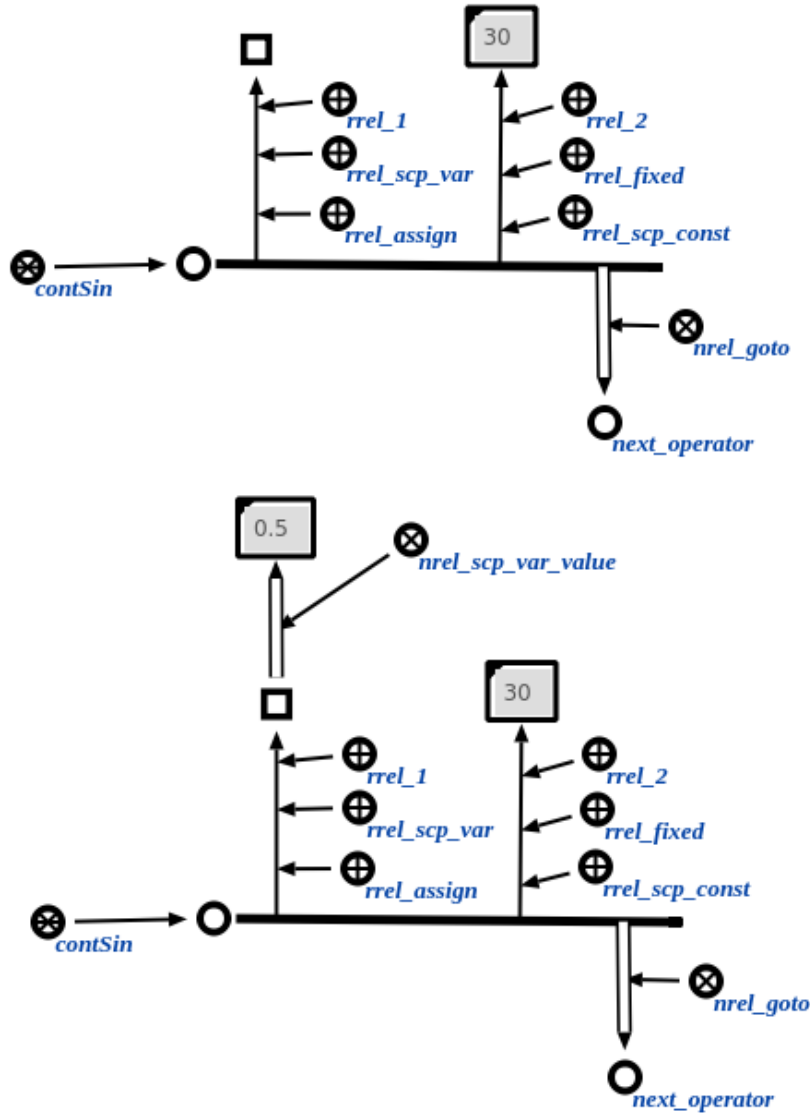 30
rrel_1
rrel_2
rrel_scp_var
rrel_fixed
rrel_assign
rrel_scp_const
contSin
nrel_goto
next_operator
0.5
nrel_scp_var_value
30
rrel_1
rrel_2
rrel_scp_var
rrel_fixed
rrel_assign
rrel_scp_const
contSin
nrel_goto
next_operator